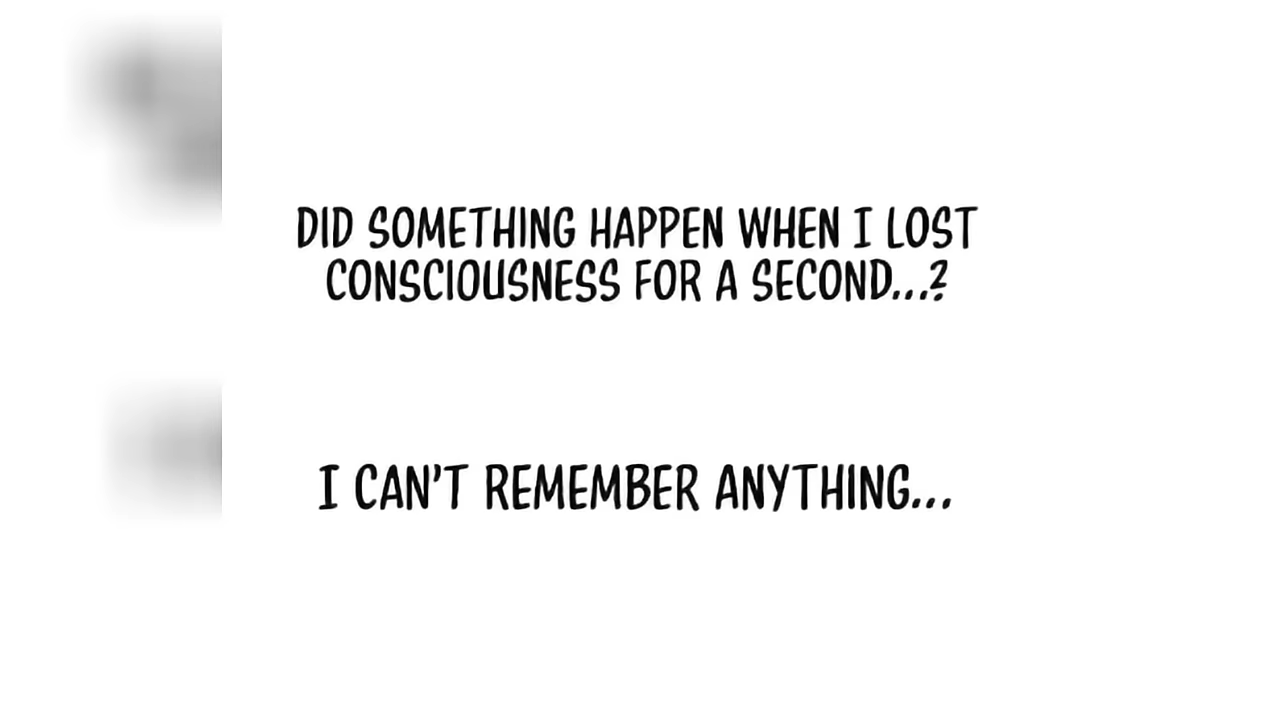 DID SOMETHING HAPPEN WHEN I LOST
CONSCIOUSNESS FOR A SECOND...?
I CAN'T REMEMBER ANYTHING...